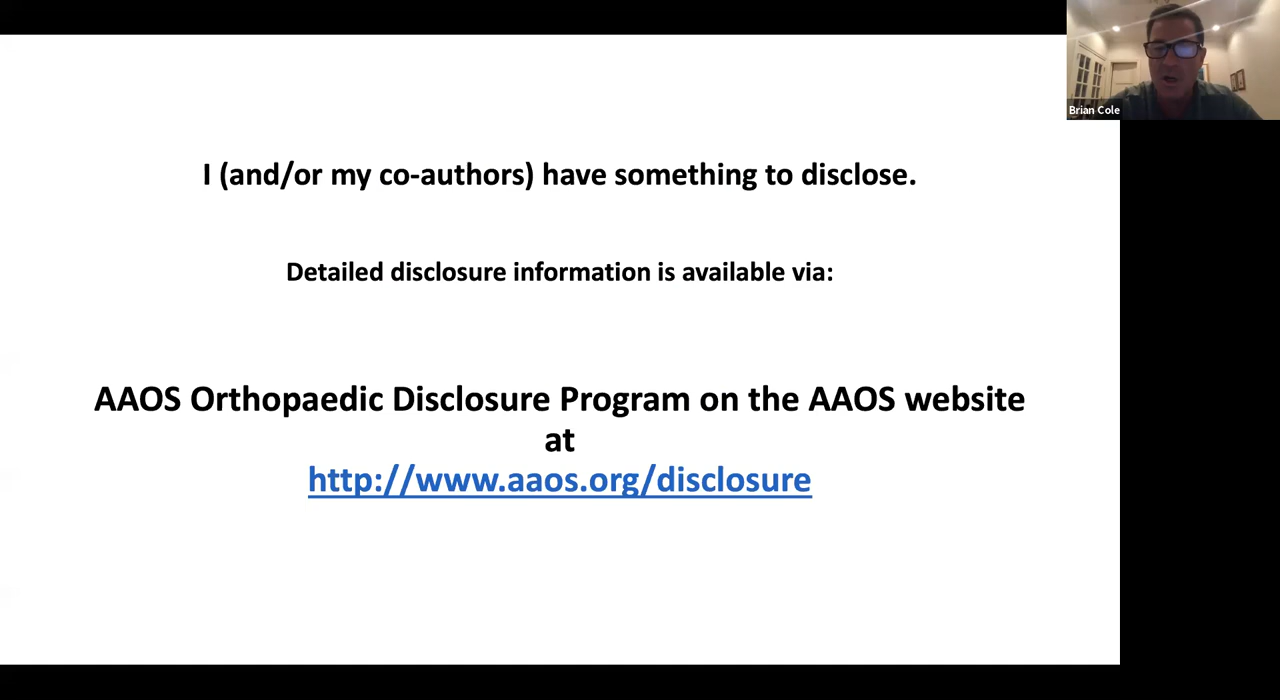 Brian Cole
I (and/or my co-authors) have something to disclose.
Detailed disclosure information is available via:
AAOS Orthopaedic Disclosure Program on the AAOS website
at
http://www.aaos.org/disclosure